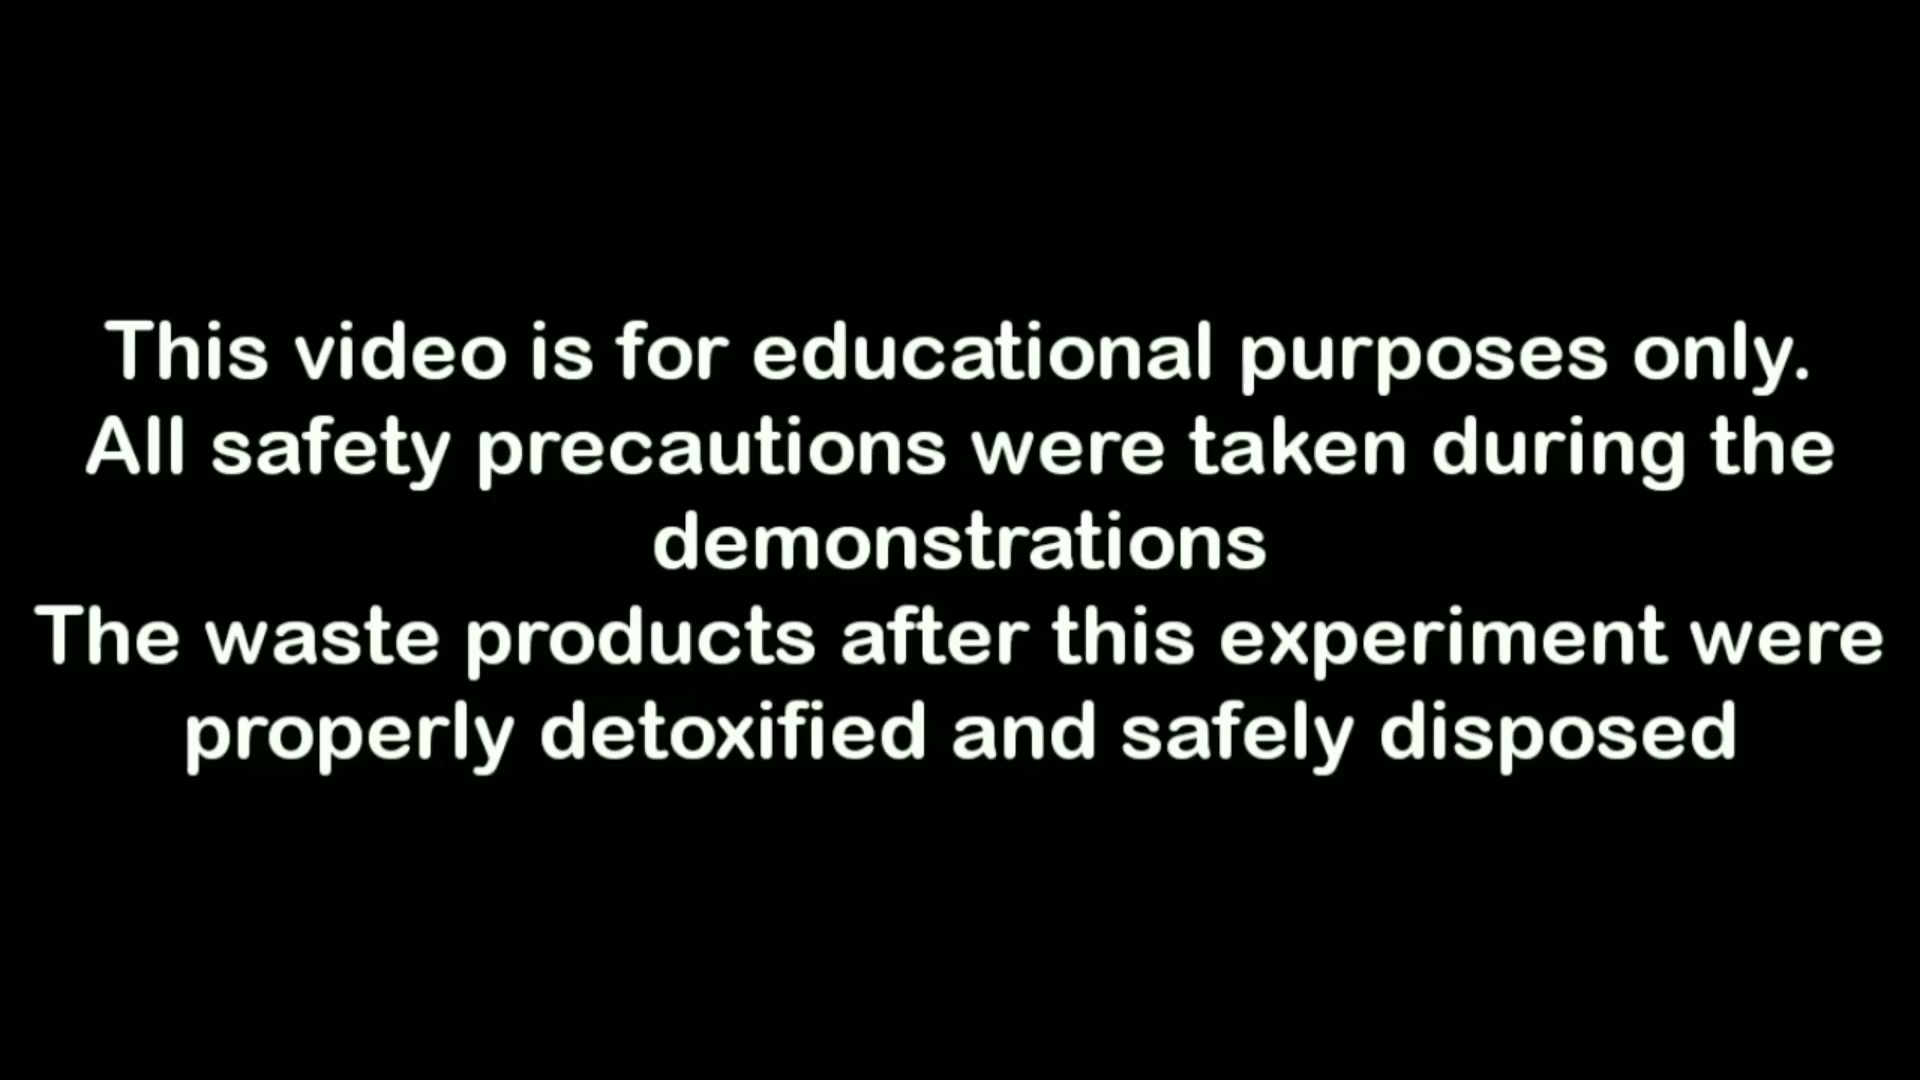 This video is for educational purposes only.
All safety precautions were taken during the
demonstrations
The waste products after this experiment were
properly detoxified and safely disposed